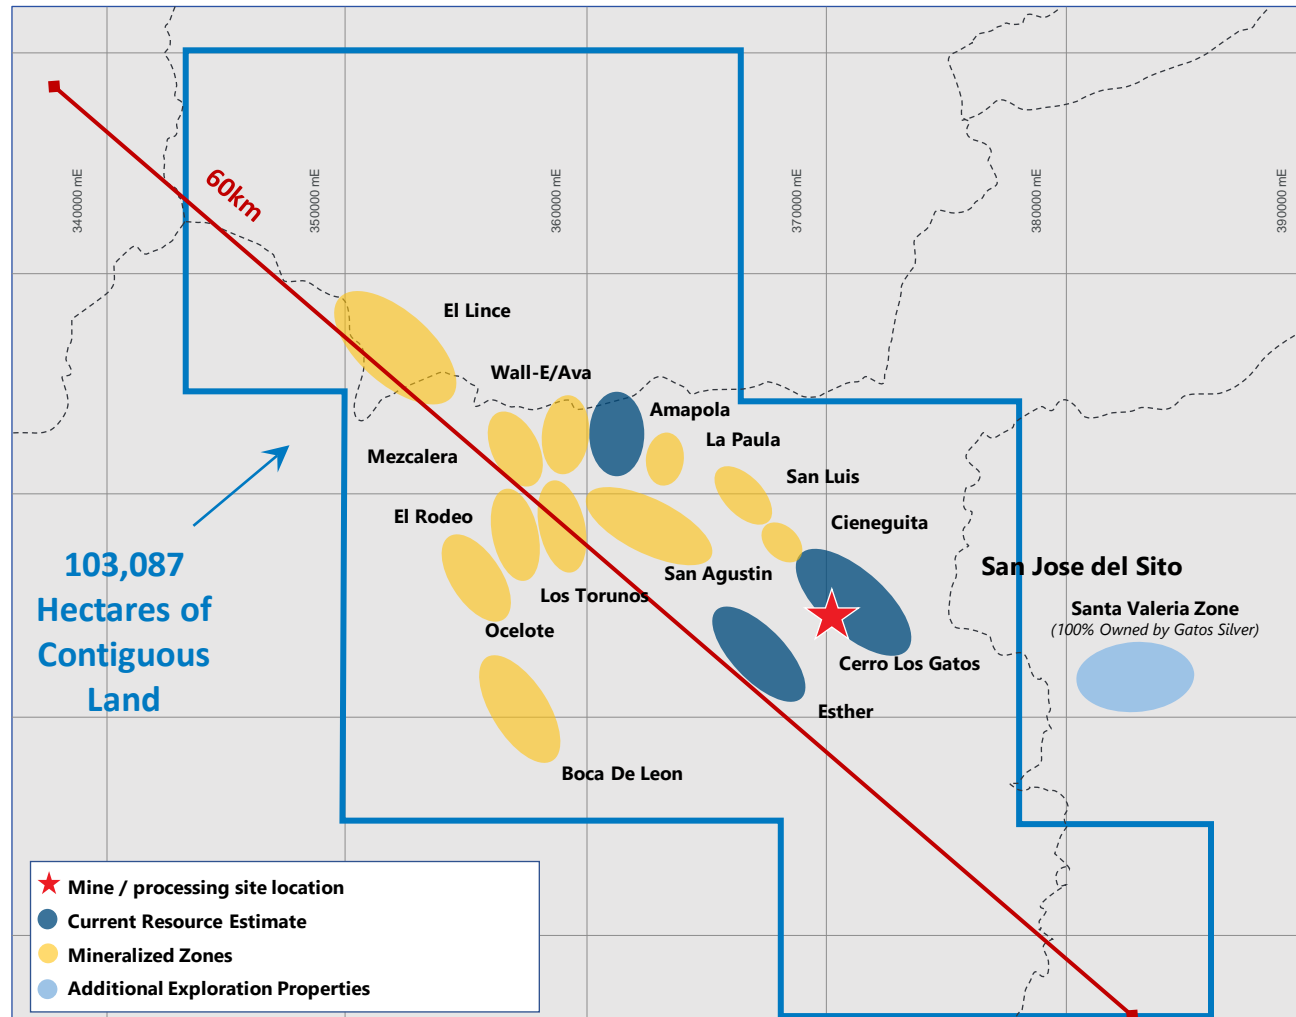 340000 mE
350000 mE
360000 mE
370000 mE
380000 mE
390000 mE
60km
El Lince
Wall-E/Ava
Amapola
La Paula
Mezcalera
San Luis
El Rodeo
Cieneguita
San Agustin
San Jose del Sito
Los Torunos
Santa Valeria Zone
(100% Owned by Gatos Silver)
Ocelote
Cerro Los Gatos
Esther
Boca De Leon
103,087
Hectares of
Contiguous
Land
Mine / processing site location
Current Resource Estimate
Mineralized Zones
Additional Exploration Properties